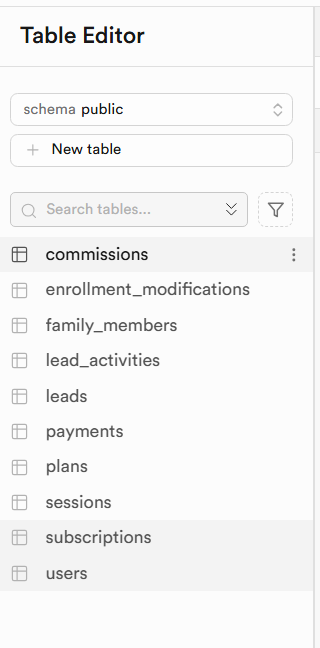 Table Editor
schema public
New table
Search tables...
commissions
enrollment_modifications
family_members
lead_activities
leads
payments
plans
sessions
subscriptions
users